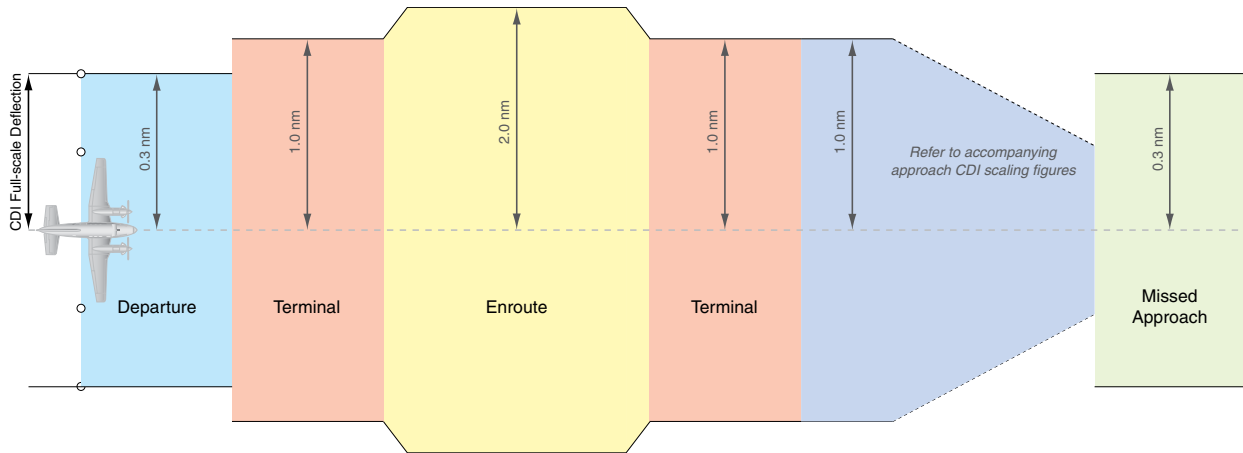 CDI Full-scale Deflection
0.3 nm
1.0 nm
2.0 nm
1.0 nm
1.0 nm
Refer to accompanying
approach CDI scaling figures
0.3 nm
Departure
Terminal
Enroute
Terminal
Missed
Approach